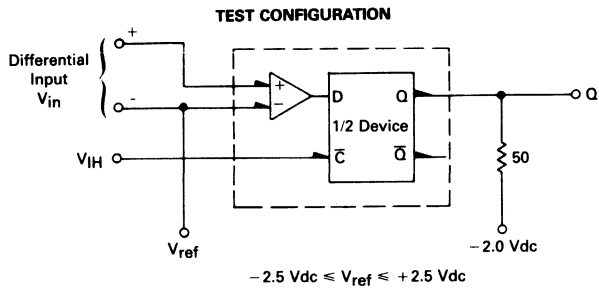 TEST CONFIGURATION
Differential
Input
Vin
+
-
+
−
D
Q
1/2 Device
C̅
Q̅
Q
VIH
50
Vref
−2.0 Vdc
−2.5 Vdc ≤ Vref ≤ +2.5 Vdc